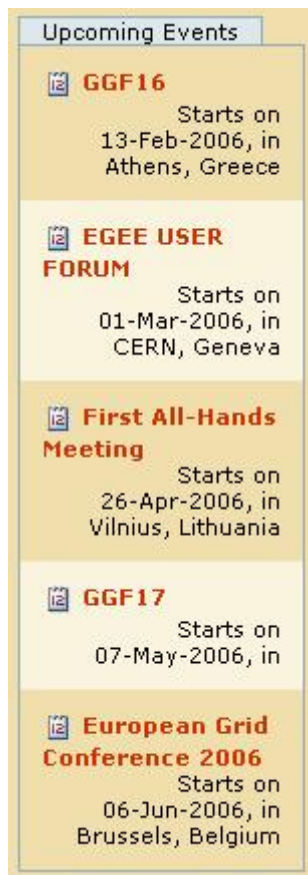 Upcoming Events
GGF16
Starts on
13-Feb-2006, in
Athens, Greece
EGEE USER
FORUM
Starts on
01-Mar-2006, in
CERN, Geneva
First All-Hands
Meeting
Starts on
26-Apr-2006, in
Vilnius, Lithuania
GGF17
Starts on
07-May-2006, in
European Grid
Conference 2006
Starts on
06-Jun-2006, in
Brussels, Belgium